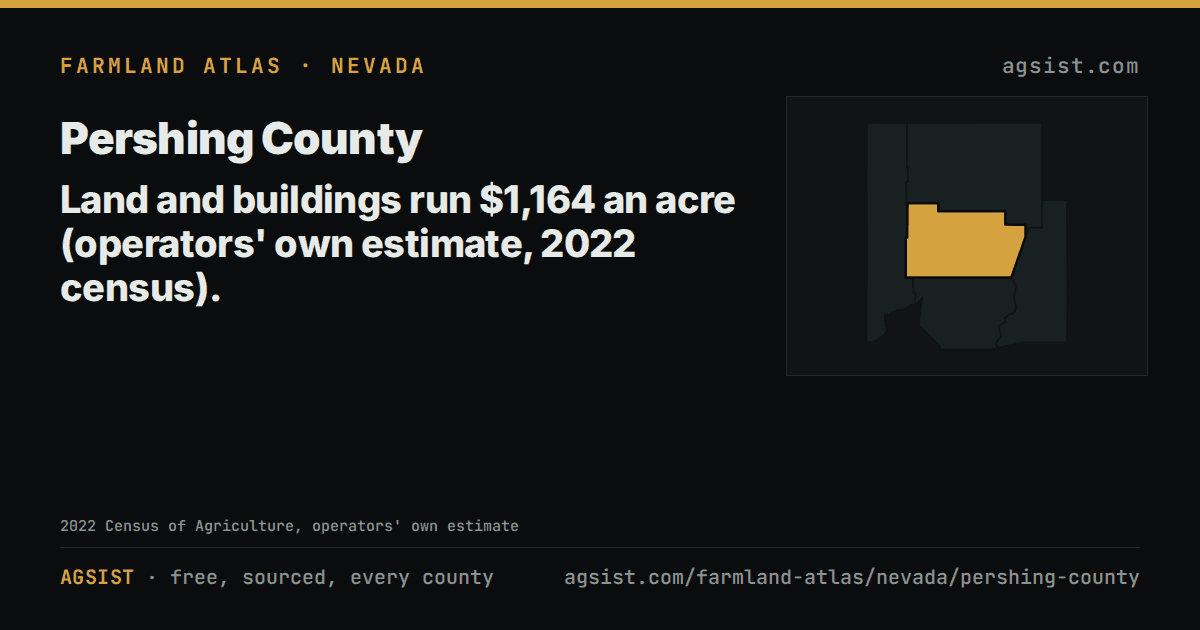 FARMLAND ATLAS · NEVADA
agsist.com
Pershing County
Land and buildings run $1,164 an acre
(operators' own estimate, 2022
census).
2022 Census of Agriculture, operators' own estimate
AGSIST · free, sourced, every county
agsist.com/farmland-atlas/nevada/pershing-county